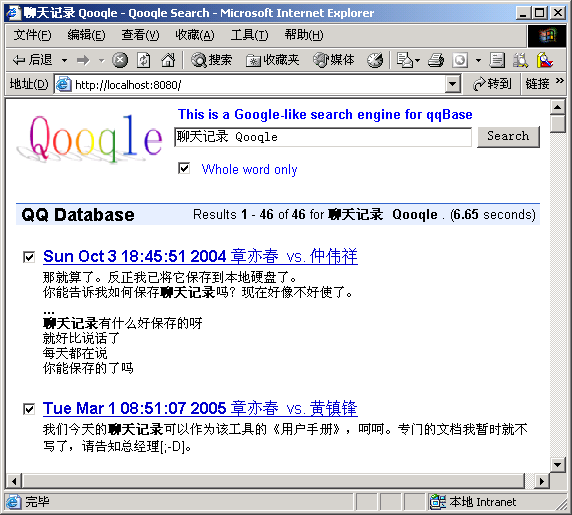 聊天记录 Qooqle - Qooqle Search - Microsoft Internet Explorer
文件(F) 编辑(E) 查看(V) 收藏(A) 工具(T) 帮助(H)
后退 搜索 收藏夹 媒体
地址(D) http://localhost:8080/ 转到 链接 »
Qooqle
This is a Google-like search engine for qqBase
聊天记录 Qooqle Search
Whole word only
QQ Database Results 1 - 46 of 46 for 聊天记录 Qooqle . (6.65 seconds)
Sun Oct 3 18:45:51 2004 章亦春 vs. 仲伟祥
那就算了。反正我已将它保存到本地硬盘了。
你能告诉我如何保存聊天记录吗？现在好像不好使了。
...
聊天记录有什么好保存的呀
就好比说话了
每天都在说
你能保存的了吗
Tue Mar 1 08:51:07 2005 章亦春 vs. 黄镇锋
我们今天的聊天记录可以作为该工具的《用户手册》，呵呵。专门的文档我暂时就不
写了，请告知总经理[;-D]。
完毕 本地 Intranet